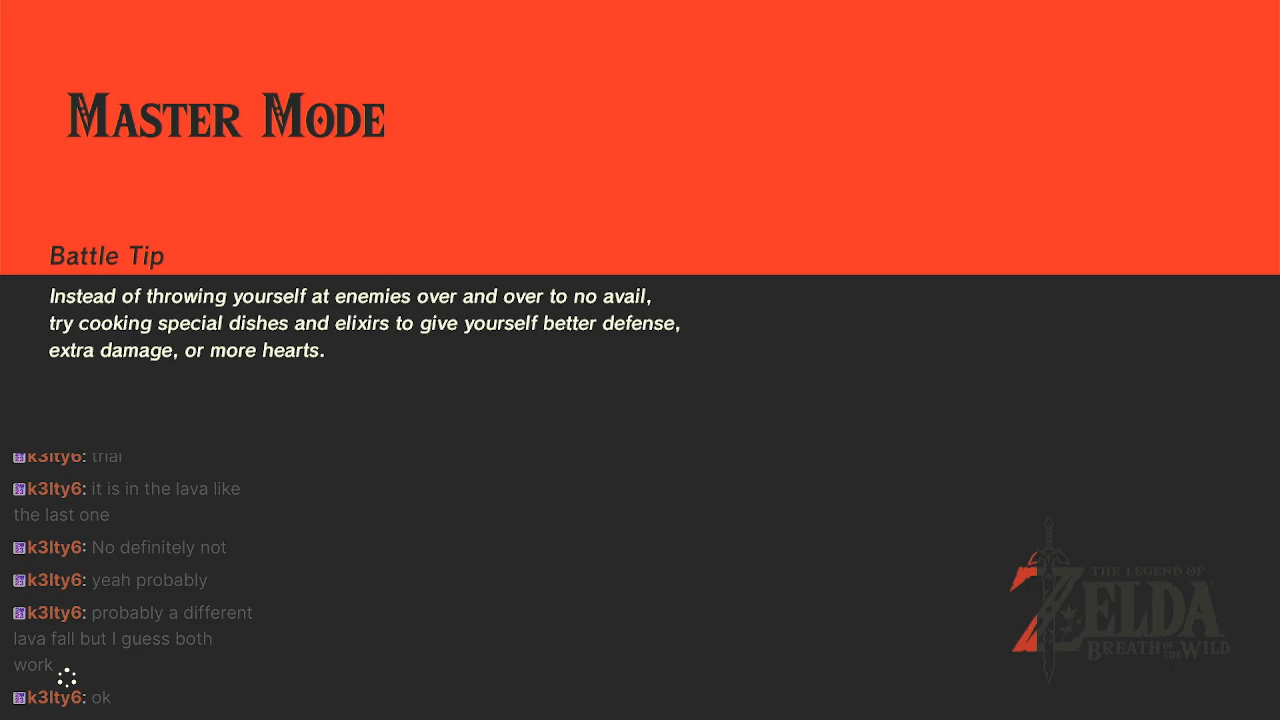 Master Mode
Battle Tip
Instead of throwing yourself at enemies over and over to no avail,
try cooking special dishes and elixirs to give yourself better defense,
extra damage, or more hearts.
k3lty6: trial
k3lty6: it is in the lava like
the last one
k3lty6: No definitely not
k3lty6: yeah probably
k3lty6: probably a different
lava fall but I guess both
work
k3lty6: ok
THE LEGEND OF
ZELDA
BREATH OF THE WILD